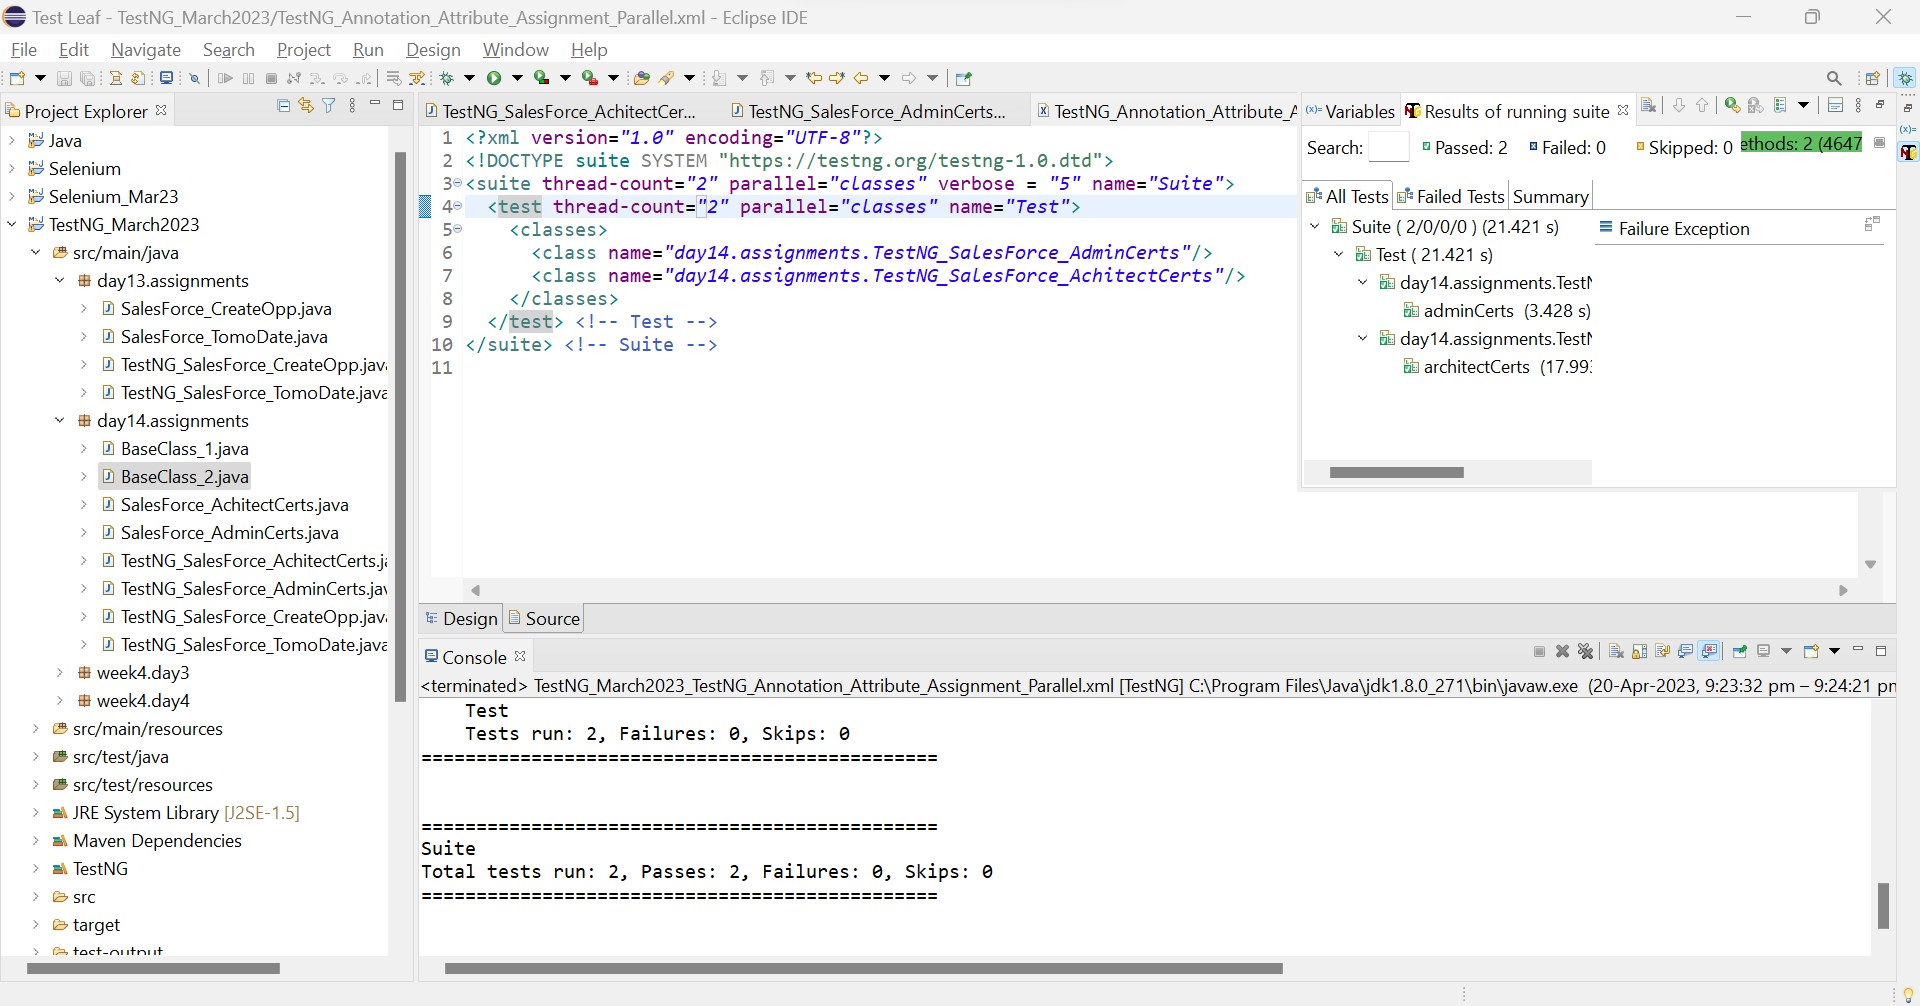 Test Leaf - TestNG_March2023/TestNG_Annotation_Attribute_Assignment_Parallel.xml - Eclipse IDE
File Edit Navigate Search Project Run Design Window Help
Project Explorer
Java
Selenium
Selenium_Mar23
TestNG_March2023
src/main/java
day13.assignments
SalesForce_CreateOpp.java
SalesForce_TomoDate.java
TestNG_SalesForce_CreateOpp.java
TestNG_SalesForce_TomoDate.java
day14.assignments
BaseClass_1.java
BaseClass_2.java
SalesForce_AchitectCerts.java
SalesForce_AdminCerts.java
TestNG_SalesForce_AchitectCerts.ja
TestNG_SalesForce_AdminCerts.jav
TestNG_SalesForce_CreateOpp.java
TestNG_SalesForce_TomoDate.java
week4.day3
week4.day4
src/main/resources
src/test/java
src/test/resources
JRE System Library [J2SE-1.5]
Maven Dependencies
TestNG
src
target
test-output
TestNG_SalesForce_AchitectCer... TestNG_SalesForce_AdminCerts... TestNG_Annotation_Attribute_A
1 <?xml version="1.0" encoding="UTF-8"?>
2 <!DOCTYPE suite SYSTEM "https://testng.org/testng-1.0.dtd">
3 <suite thread-count="2" parallel="classes" verbose = "5" name="Suite">
4 <test thread-count="2" parallel="classes" name="Test">
5 <classes>
6 <class name="day14.assignments.TestNG_SalesForce_AdminCerts"/>
7 <class name="day14.assignments.TestNG_SalesForce_AchitectCerts"/>
8 </classes>
9 </test> <!-- Test -->
10 </suite> <!-- Suite -->
11
Design Source
(x)= Variables Results of running suite
Search: Passed: 2 Failed: 0 Skipped: 0 ethods: 2 (4647
All Tests Failed Tests Summary
Suite ( 2/0/0/0 ) (21.421 s)
Test ( 21.421 s)
day14.assignments.TestN
adminCerts (3.428 s)
day14.assignments.TestN
architectCerts (17.993
Failure Exception
(x)=
Console
<terminated> TestNG_March2023_TestNG_Annotation_Attribute_Assignment_Parallel.xml [TestNG] C:\Program Files\Java\jdk1.8.0_271\bin\javaw.exe (20-Apr-2023, 9:23:32 pm – 9:24:21 pm
Test
Tests run: 2, Failures: 0, Skips: 0
===============================================
===============================================
Suite
Total tests run: 2, Passes: 2, Failures: 0, Skips: 0
===============================================